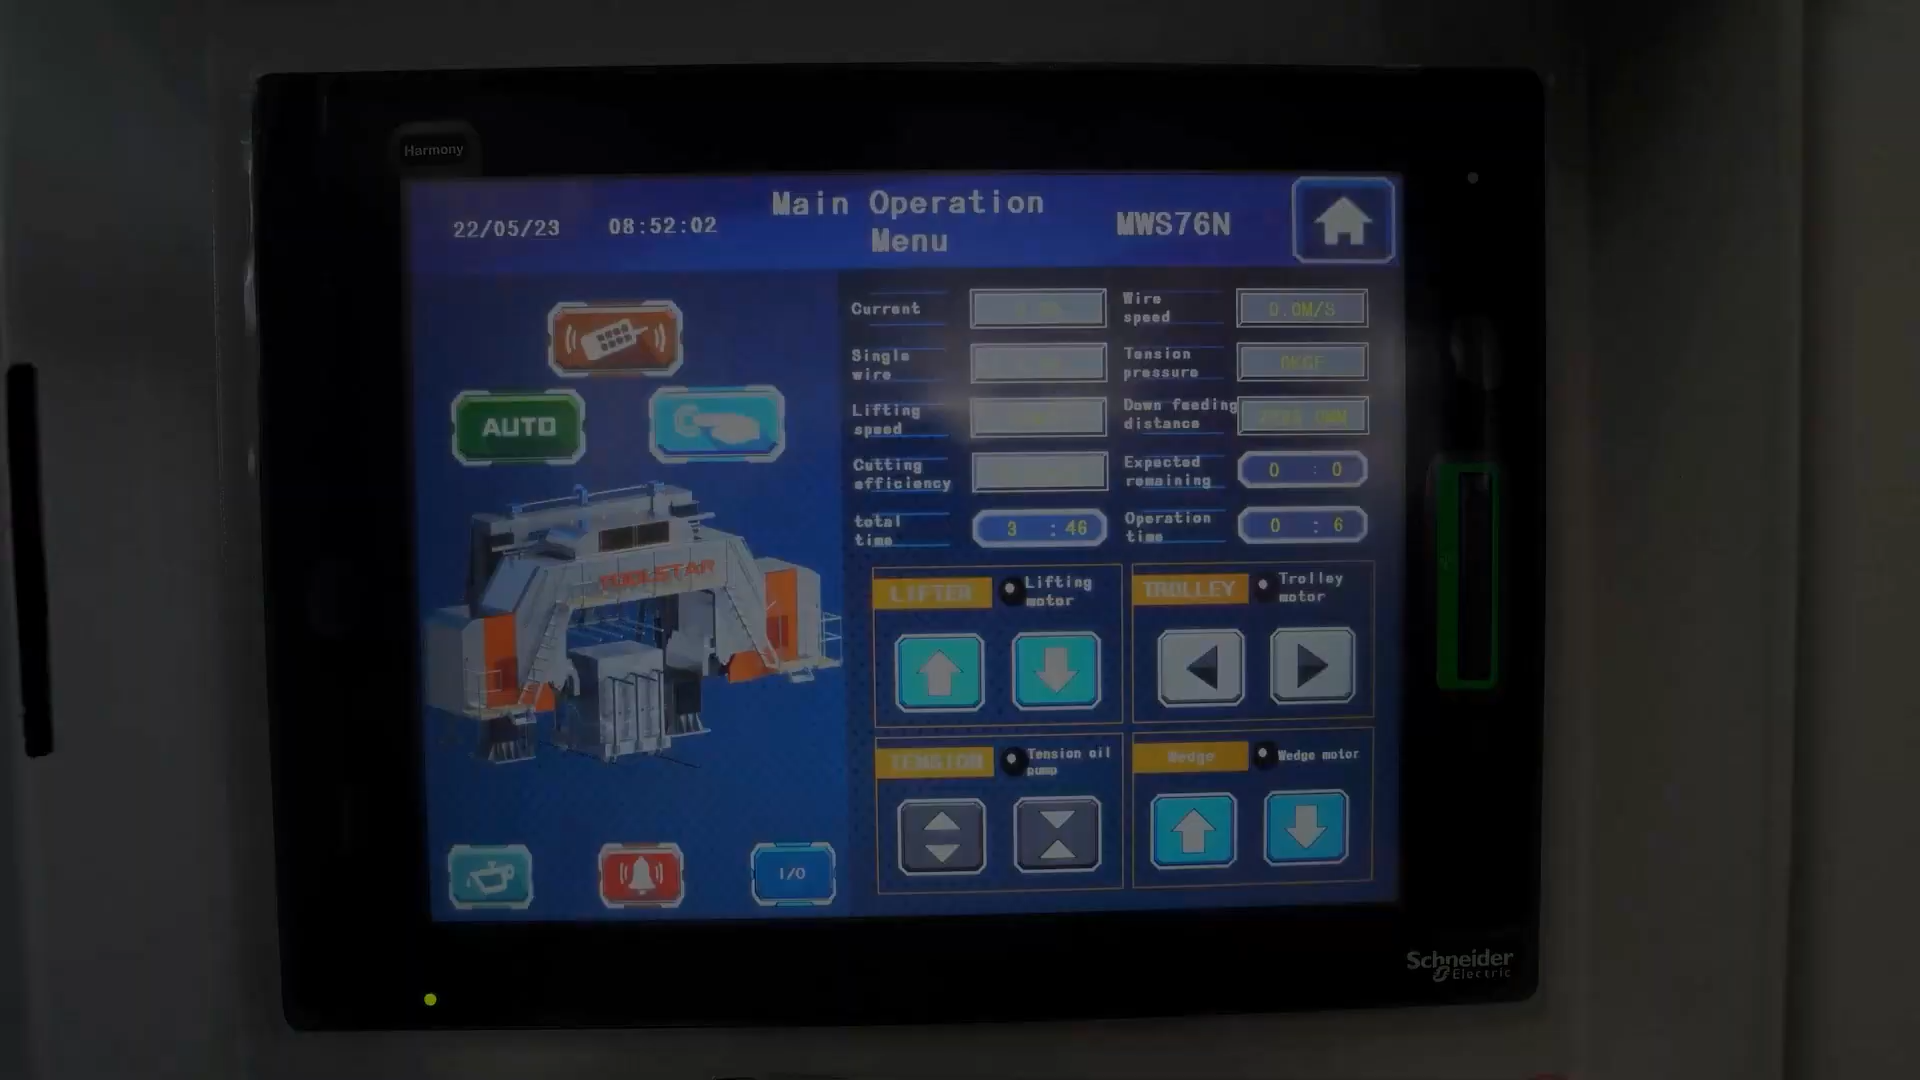 Harmony
22/05/23 08:52:02 Main Operation MWS76N
Menu
Current
Wire 0.0M/S
speed
Single
wire
Tension 0KGF
pressure
Lifting
speed
Down feeding
distance
Cutting
efficiency
Expected 0 : 0
remaining
total 3 : 46
time
Operation 0 : 6
time
AUTO
TOOLSTAR
LIFTER Lifting
motor
TROLLEY Trolley
motor
TENSION Tension oil
pump
Wedge Wedge motor
I/O
Schneider
Electric